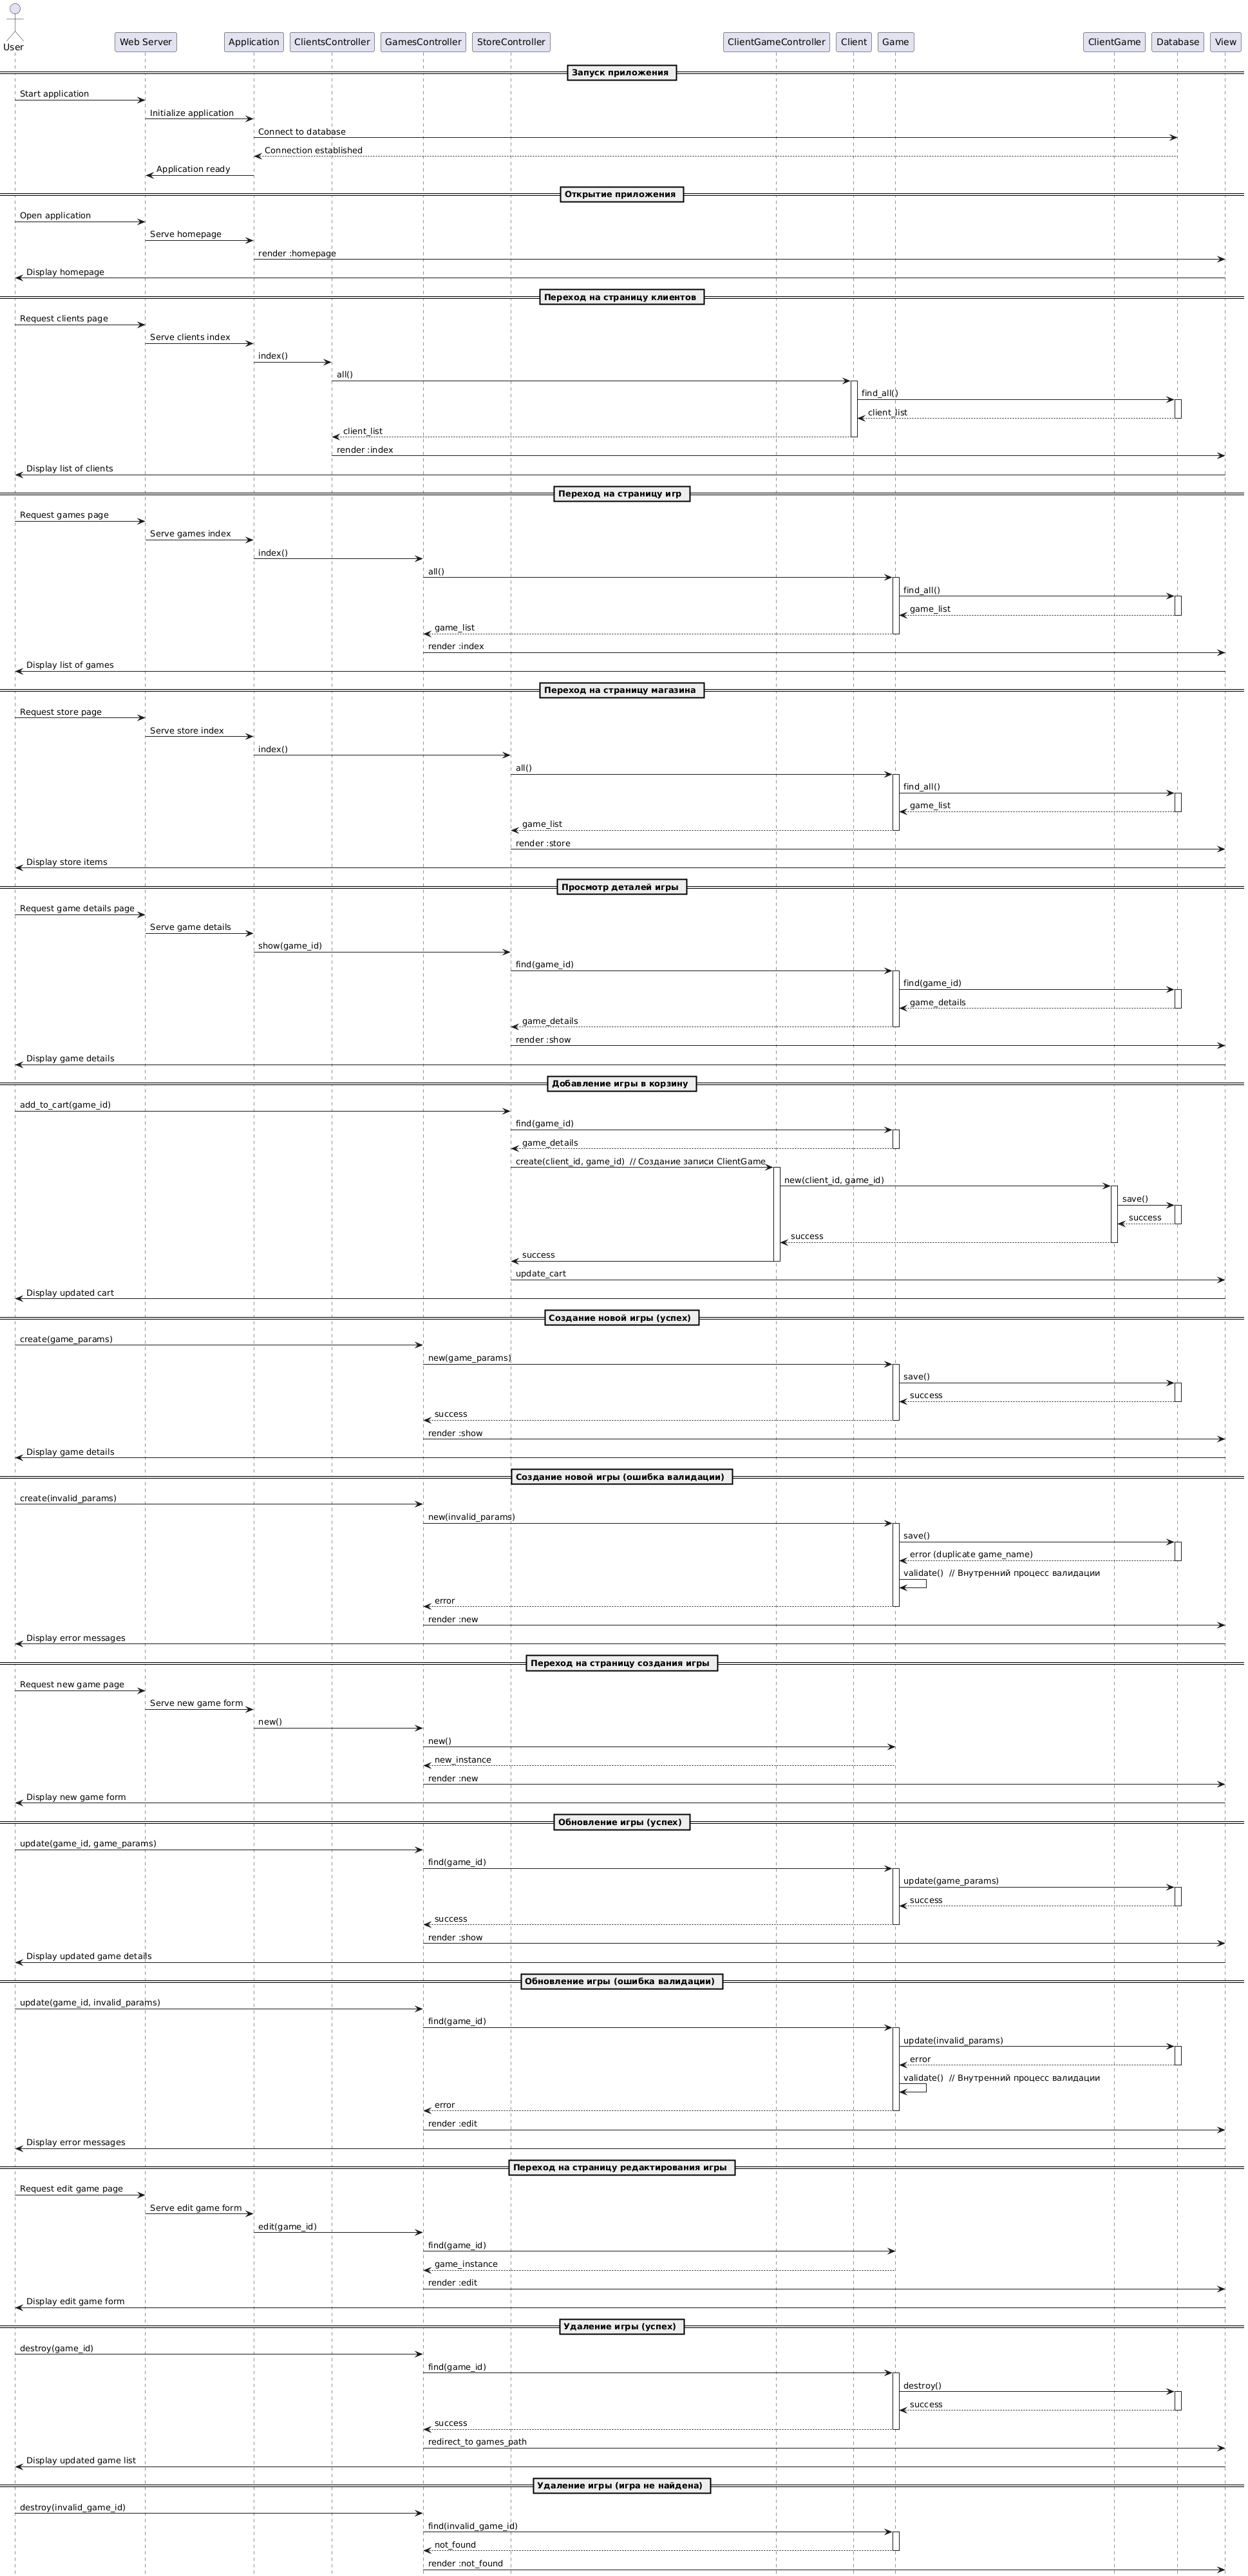 User
Web Server
Application
ClientsController
GamesController
StoreController
ClientGameController
Client
Game
ClientGame
Database
View
Запуск приложения
Start application
Initialize application
Connect to database
Connection established
Application ready
Открытие приложения
Open application
Serve homepage
render :homepage
Display homepage
Переход на страницу клиентов
Request clients page
Serve clients index
index()
all()
find_all()
client_list
client_list
render :index
Display list of clients
Переход на страницу игр
Request games page
Serve games index
index()
all()
find_all()
game_list
game_list
render :index
Display list of games
Переход на страницу магазина
Request store page
Serve store index
index()
all()
find_all()
game_list
game_list
render :store
Display store items
Просмотр деталей игры
Request game details page
Serve game details
show(game_id)
find(game_id)
find(game_id)
game_details
game_details
render :show
Display game details
Добавление игры в корзину
add_to_cart(game_id)
find(game_id)
game_details
create(client_id, game_id)  // Создание записи ClientGame
new(client_id, game_id)
save()
success
success
success
update_cart
Display updated cart
Создание новой игры (успех)
create(game_params)
new(game_params)
save()
success
success
render :show
Display game details
Создание новой игры (ошибка валидации)
create(invalid_params)
new(invalid_params)
save()
error (duplicate game_name)
validate()  // Внутренний процесс валидации
error
render :new
Display error messages
Переход на страницу создания игры
Request new game page
Serve new game form
new()
new()
new_instance
render :new
Display new game form
Обновление игры (успех)
update(game_id, game_params)
find(game_id)
update(game_params)
success
success
render :show
Display updated game details
Обновление игры (ошибка валидации)
update(game_id, invalid_params)
find(game_id)
update(invalid_params)
error
validate()  // Внутренний процесс валидации
error
render :edit
Display error messages
Переход на страницу редактирования игры
Request edit game page
Serve edit game form
edit(game_id)
find(game_id)
game_instance
render :edit
Display edit game form
Удаление игры (успех)
destroy(game_id)
find(game_id)
destroy()
success
success
redirect_to games_path
Display updated game list
Удаление игры (игра не найдена)
destroy(invalid_game_id)
find(invalid_game_id)
not_found
render :not_found